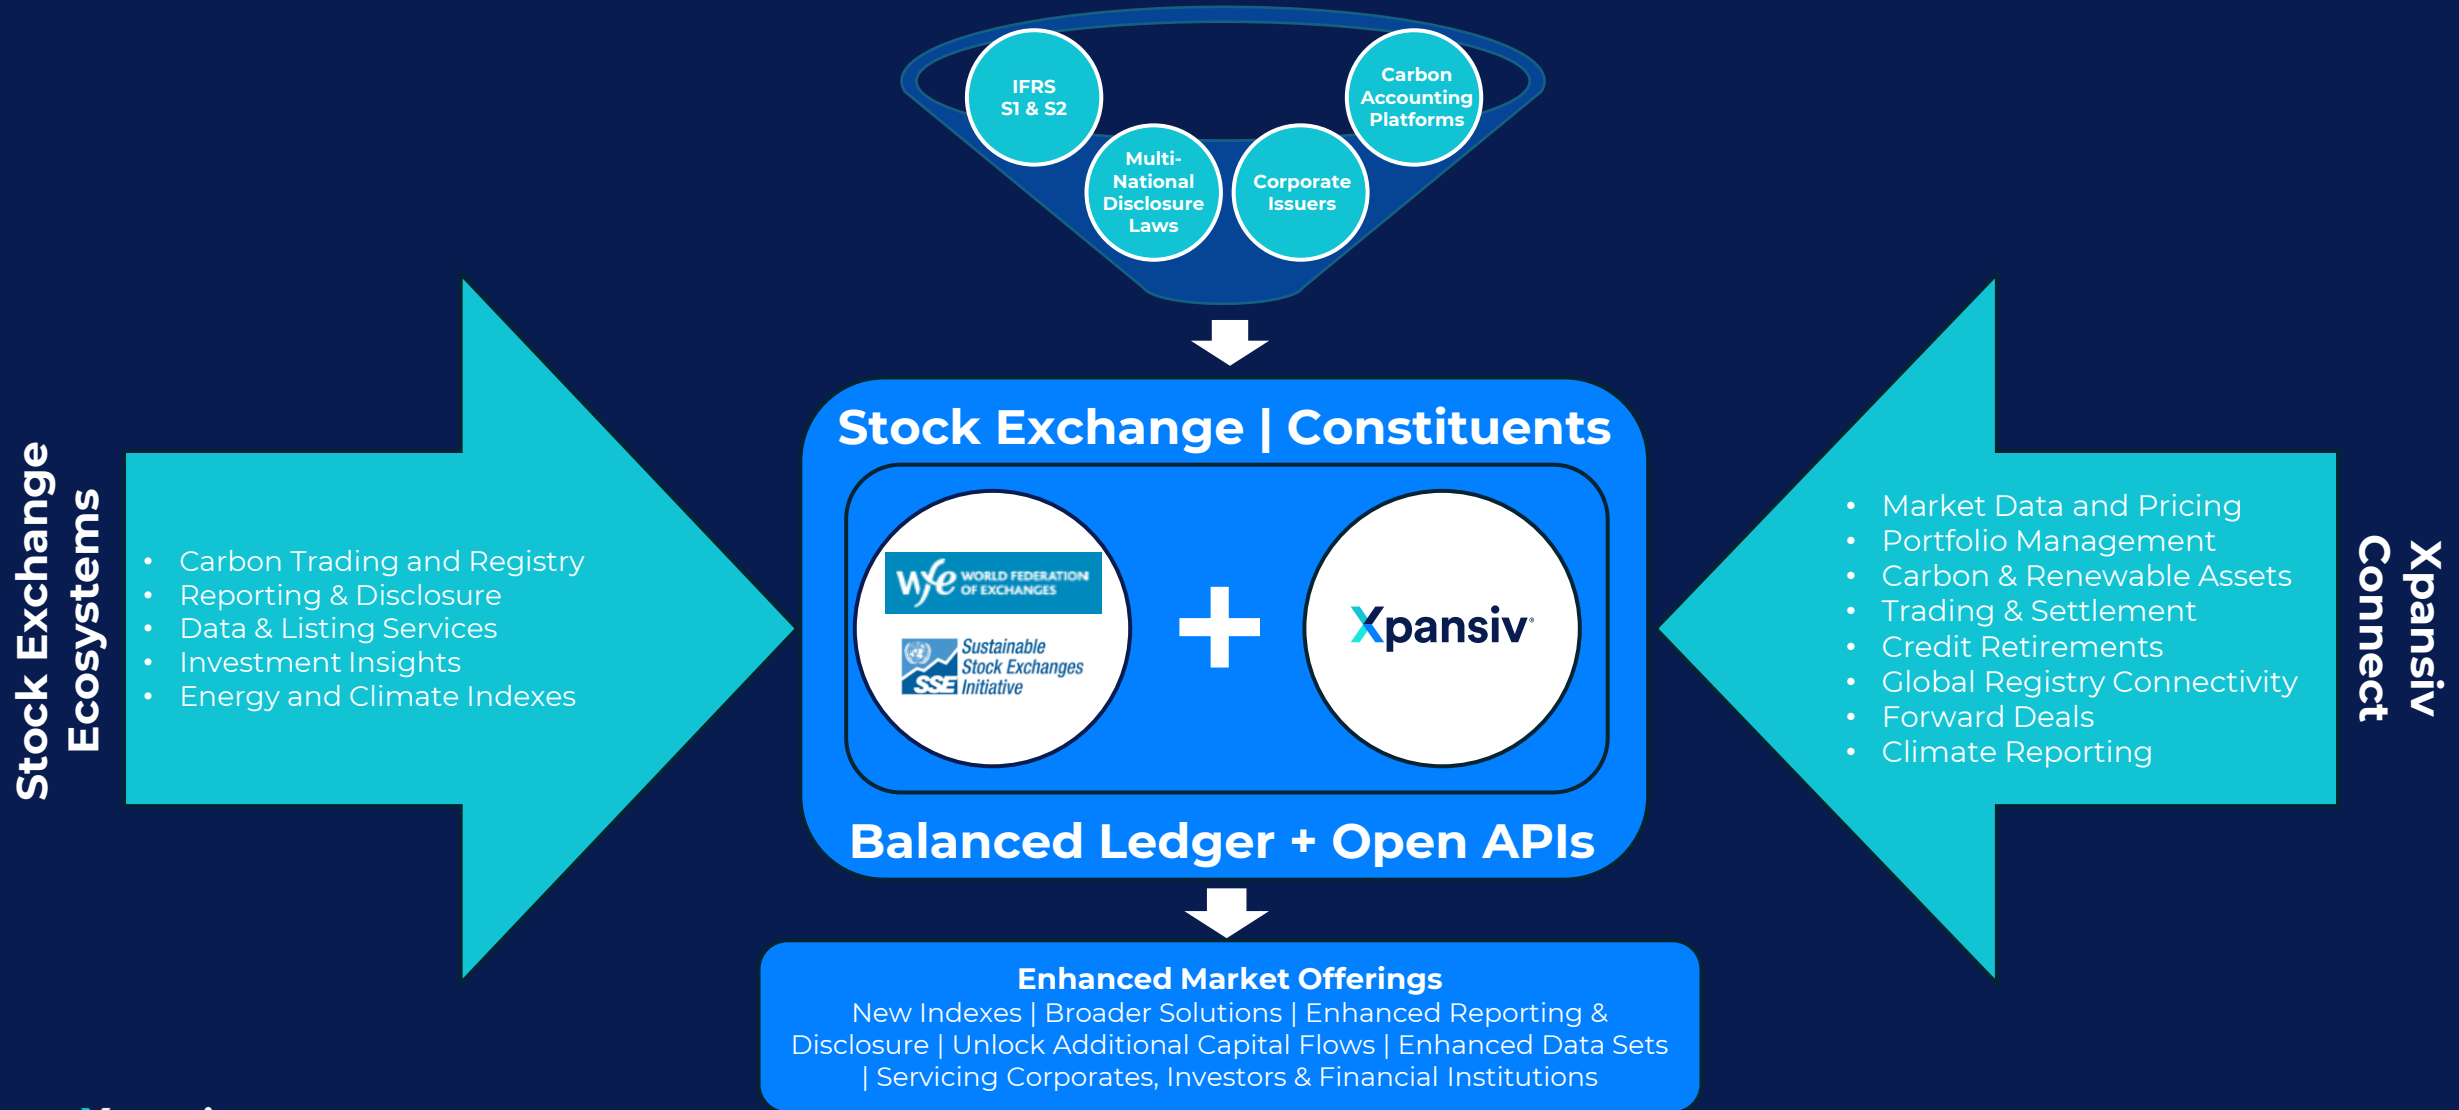 IFRS
S1 & S2
Multi-
National
Disclosure
Laws
Corporate
Issuers
Carbon
Accounting
Platforms
Stock Exchange
Ecosystems
• Carbon Trading and Registry
• Reporting & Disclosure
• Data & Listing Services
• Investment Insights
• Energy and Climate Indexes
Stock Exchange | Constituents
wfe WORLD FEDERATION
OF EXCHANGES
SSE Sustainable
Stock Exchanges
Initiative
+
Xpansiv®
Balanced Ledger + Open APIs
• Market Data and Pricing
• Portfolio Management
• Carbon & Renewable Assets
• Trading & Settlement
• Credit Retirements
• Global Registry Connectivity
• Forward Deals
• Climate Reporting
Xpansiv
Connect
Enhanced Market Offerings
New Indexes | Broader Solutions | Enhanced Reporting &
Disclosure | Unlock Additional Capital Flows | Enhanced Data Sets
| Servicing Corporates, Investors & Financial Institutions